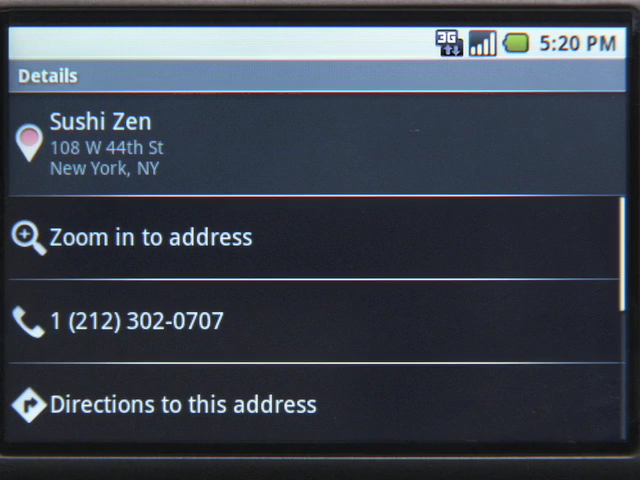 3G
5:20 PM
Details
Sushi Zen
108 W 44th St
New York, NY
Zoom in to address
1 (212) 302-0707
Directions to this address